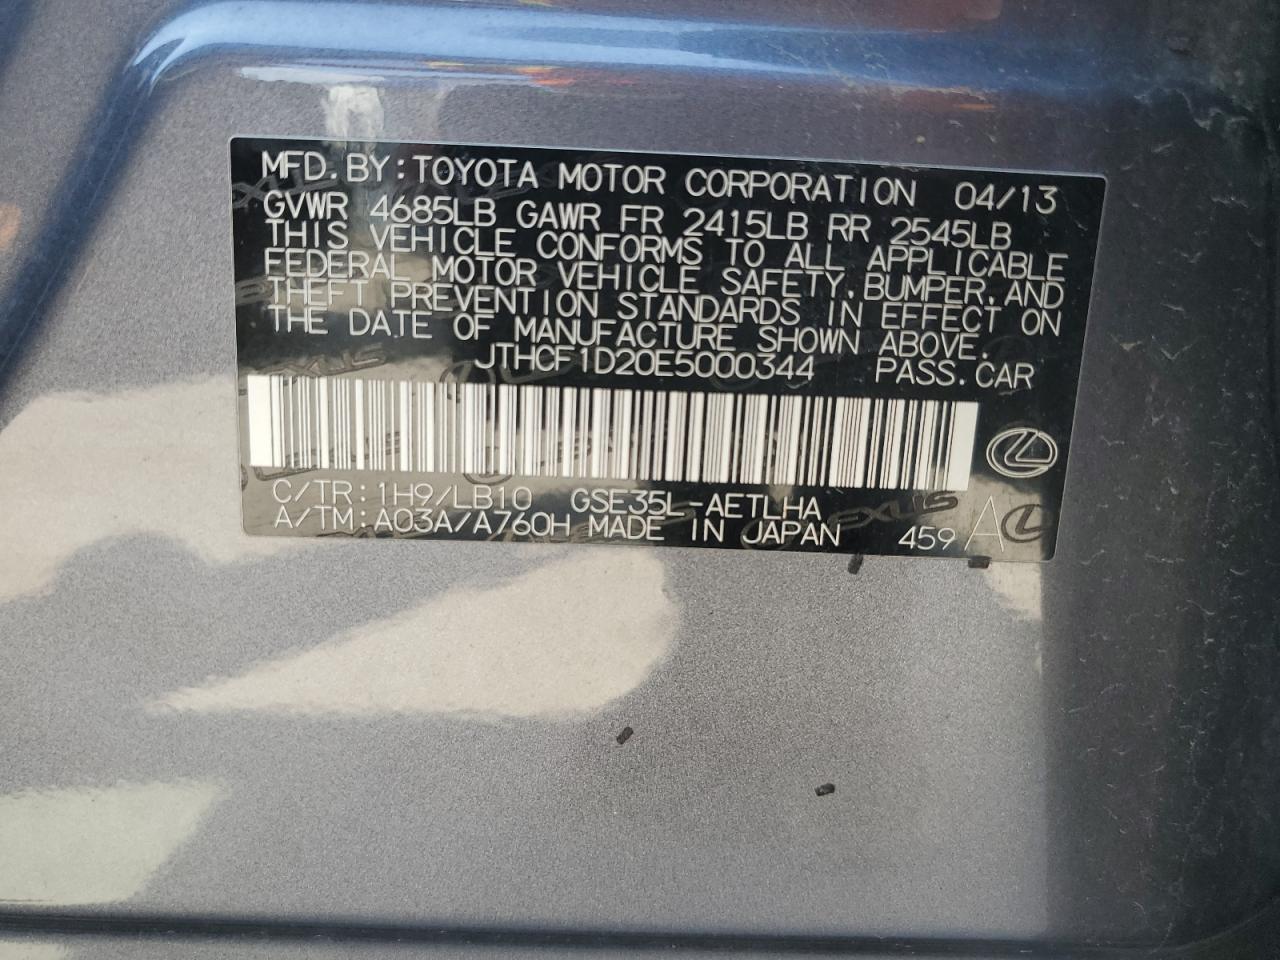 MFD. BY: TOYOTA MOTOR CORPORATION 04/13
GVWR 4685LB GAWR FR 2415LB RR 2545LB
THIS VEHICLE CONFORMS TO ALL APPLICABLE
FEDERAL MOTOR VEHICLE SAFETY, BUMPER, AND
THEFT PREVENTION STANDARDS IN EFFECT ON
THE DATE OF MANUFACTURE SHOWN ABOVE.
JTHCF1D20E5000344 PASS. CAR
C/TR: 1H9/LB10 GSE35L-AETLHA
A/TM: A03A/A760H MADE IN JAPAN 459 A